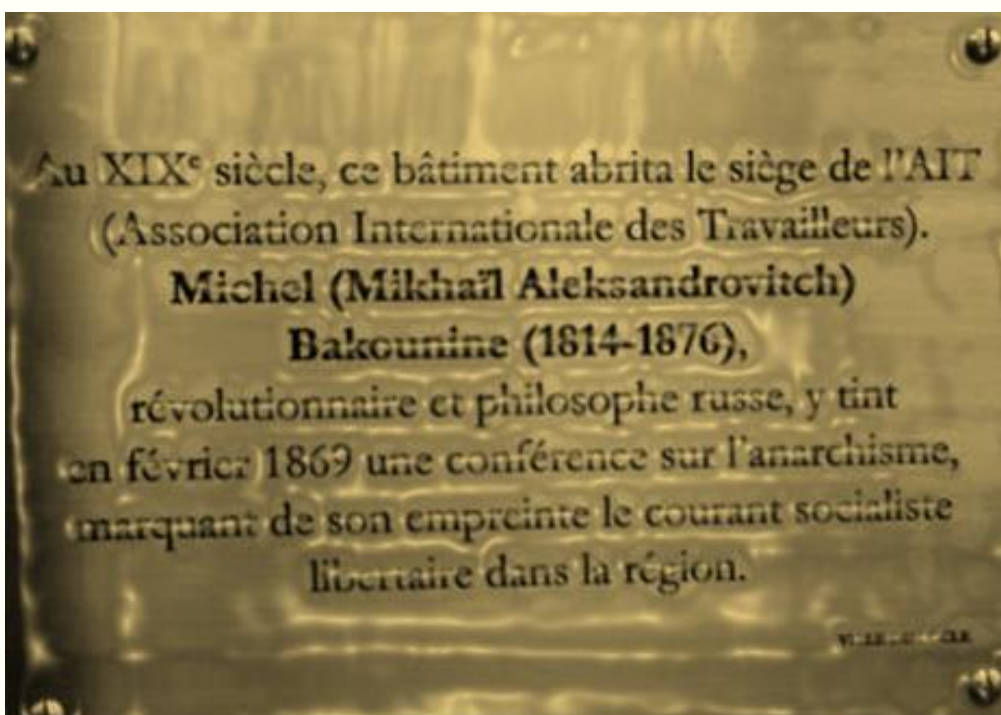 Au XIXe siècle, ce bâtiment abrita le siège de l'AIT
(Association Internationale des Travailleurs).
Michel (Mikhaïl Aleksandrovitch)
Bakounine (1814-1876),
révolutionnaire et philosophe russe, y tint
en février 1869 une conférence sur l'anarchisme,
marquant de son empreinte le courant socialiste
libertaire dans la région.